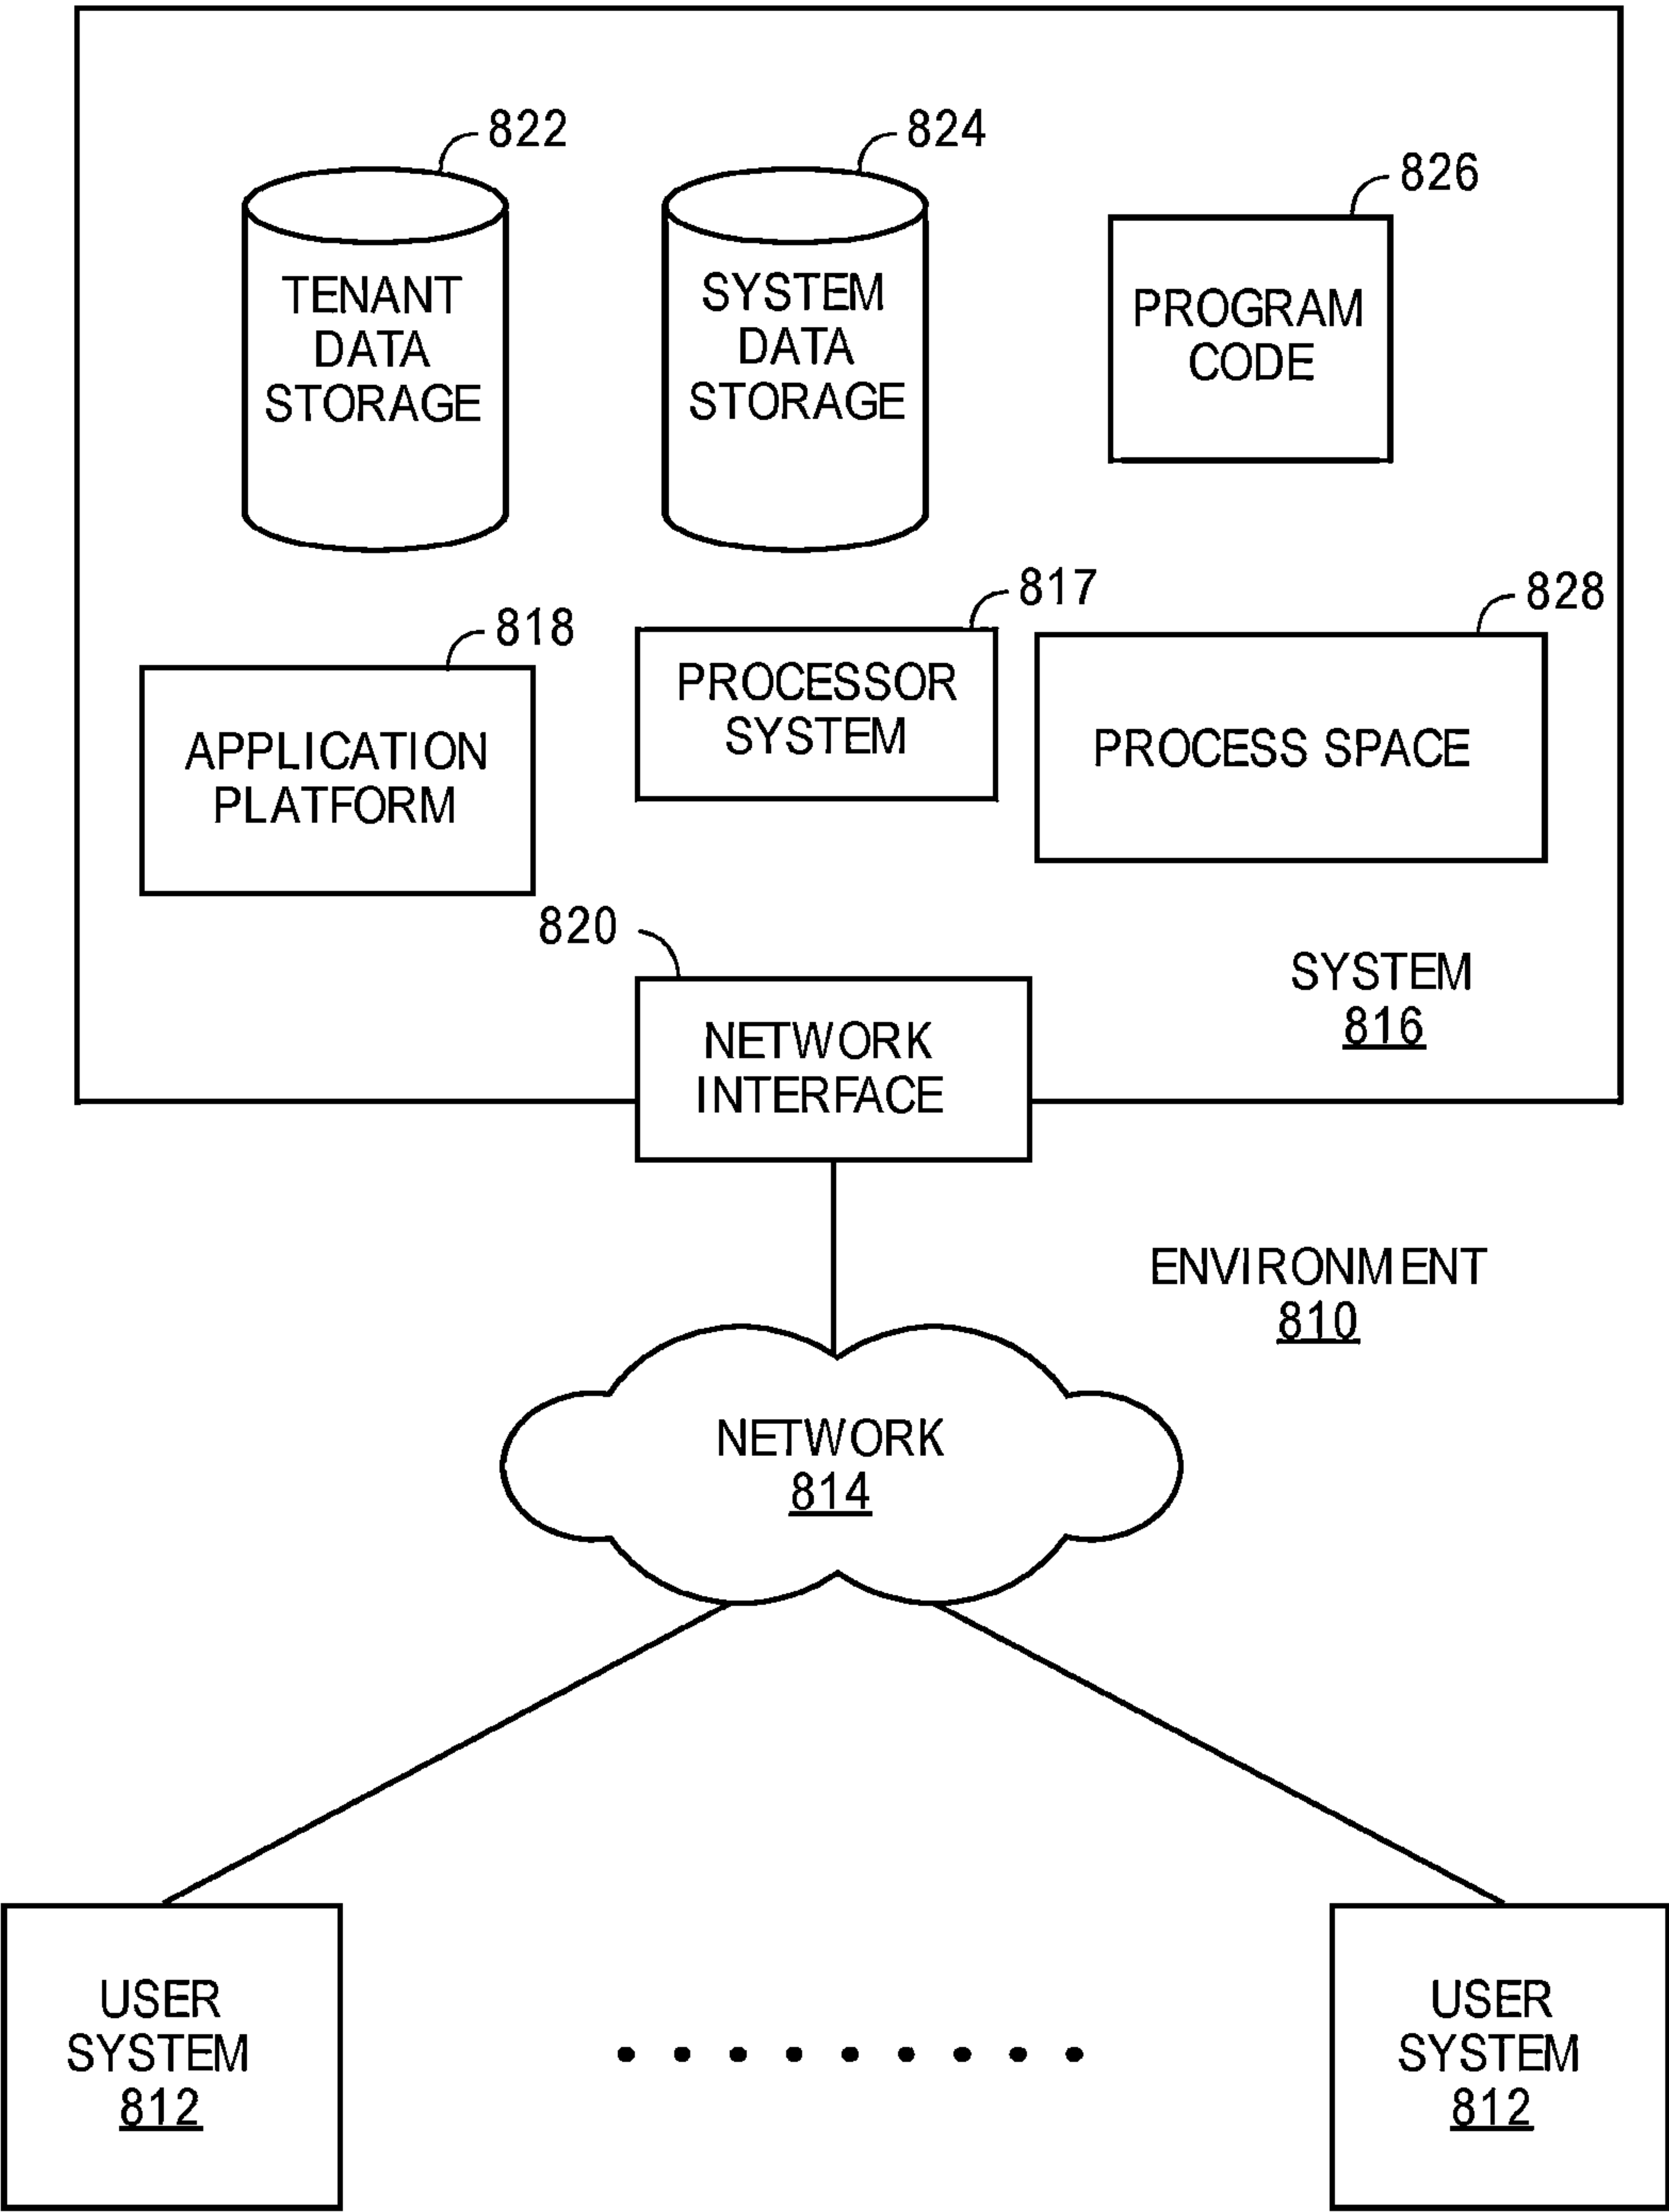 822
824
826
TENANT
DATA
STORAGE
SYSTEM
DATA
STORAGE
PROGRAM
CODE
818
817
828
APPLICATION
PLATFORM
PROCESSOR
SYSTEM
PROCESS SPACE
820
NETWORK
INTERFACE
SYSTEM
816
ENVIRONMENT
810
NETWORK
814
USER
SYSTEM
812
USER
SYSTEM
812